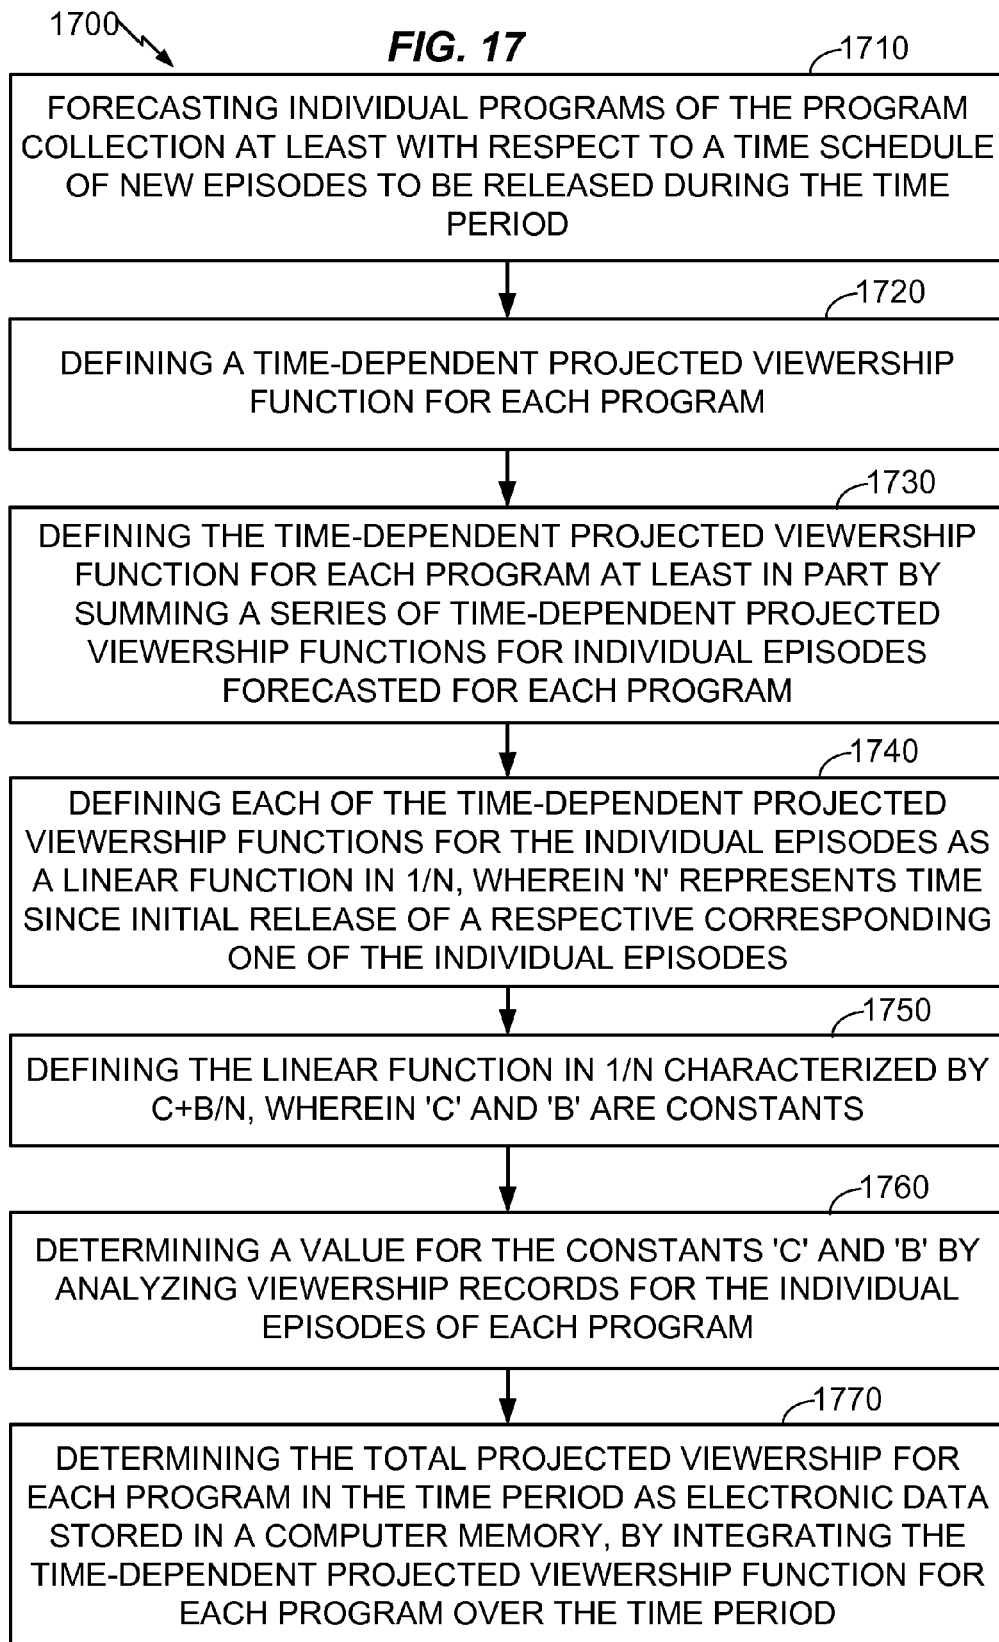 1700
FIG. 17
1710
FORECASTING INDIVIDUAL PROGRAMS OF THE PROGRAM
COLLECTION AT LEAST WITH RESPECT TO A TIME SCHEDULE
OF NEW EPISODES TO BE RELEASED DURING THE TIME
PERIOD
1720
DEFINING A TIME-DEPENDENT PROJECTED VIEWERSHIP
FUNCTION FOR EACH PROGRAM
1730
DEFINING THE TIME-DEPENDENT PROJECTED VIEWERSHIP
FUNCTION FOR EACH PROGRAM AT LEAST IN PART BY
SUMMING A SERIES OF TIME-DEPENDENT PROJECTED
VIEWERSHIP FUNCTIONS FOR INDIVIDUAL EPISODES
FORECASTED FOR EACH PROGRAM
1740
DEFINING EACH OF THE TIME-DEPENDENT PROJECTED
VIEWERSHIP FUNCTIONS FOR THE INDIVIDUAL EPISODES AS
A LINEAR FUNCTION IN 1/N, WHEREIN 'N' REPRESENTS TIME
SINCE INITIAL RELEASE OF A RESPECTIVE CORRESPONDING
ONE OF THE INDIVIDUAL EPISODES
1750
DEFINING THE LINEAR FUNCTION IN 1/N CHARACTERIZED BY
C+B/N, WHEREIN 'C' AND 'B' ARE CONSTANTS
1760
DETERMINING A VALUE FOR THE CONSTANTS 'C' AND 'B' BY
ANALYZING VIEWERSHIP RECORDS FOR THE INDIVIDUAL
EPISODES OF EACH PROGRAM
1770
DETERMINING THE TOTAL PROJECTED VIEWERSHIP FOR
EACH PROGRAM IN THE TIME PERIOD AS ELECTRONIC DATA
STORED IN A COMPUTER MEMORY, BY INTEGRATING THE
TIME-DEPENDENT PROJECTED VIEWERSHIP FUNCTION FOR
EACH PROGRAM OVER THE TIME PERIOD